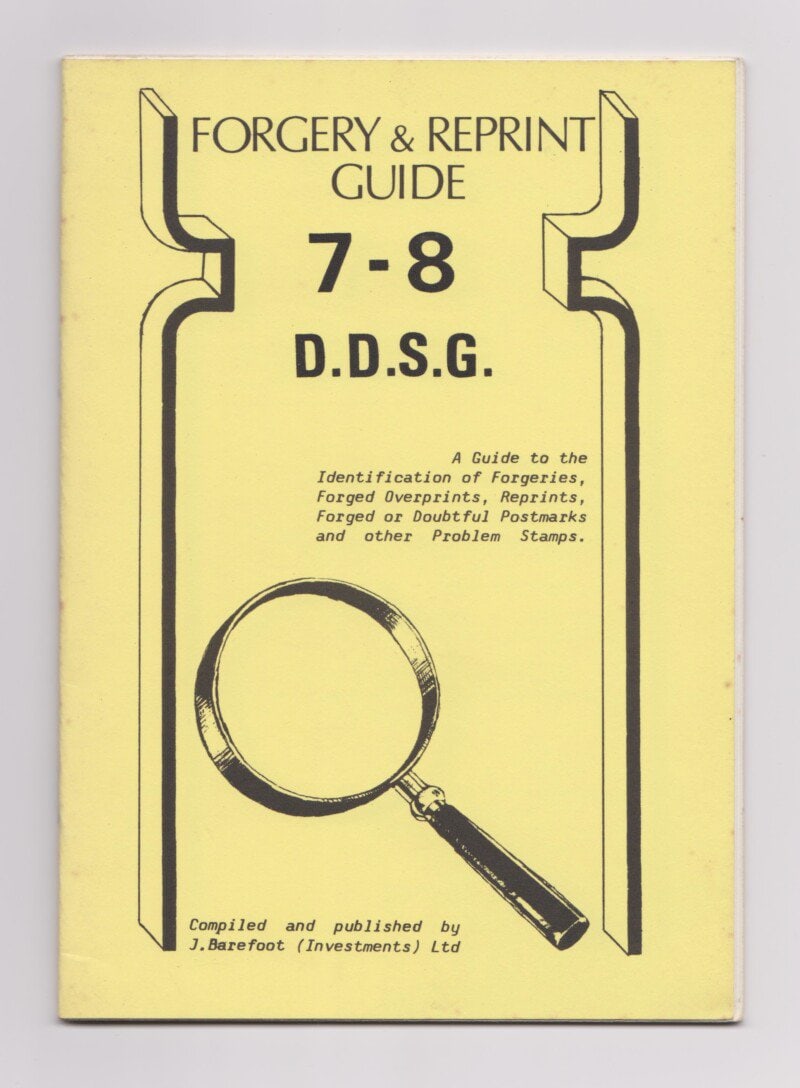 FORGERY & REPRINT
GUIDE
7-8
D.D.S.G.
A Guide to the
Identification of Forgeries,
Forged Overprints, Reprints,
Forged or Doubtful Postmarks
and other Problem Stamps.
Compiled and published by
J.Barefoot (Investments) Ltd